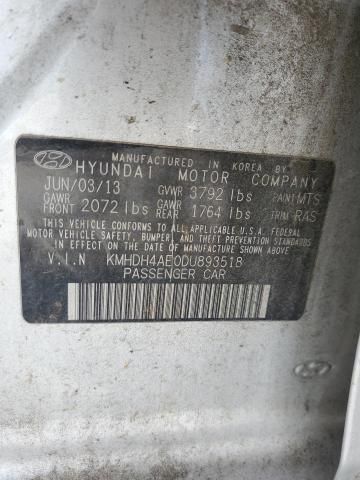 MANUFACTURED IN KOREA BY
HYUNDAI MOTOR COMPANY
JUN/03/13 GVWR 3792 lbs PAINT MTS
GAWR FRONT 2072 lbs GAWR REAR 1764 lbs TRIM RAS
THIS VEHICLE CONFORMS TO ALL APPLICABLE U.S.A. FEDERAL
MOTOR VEHICLE SAFETY, BUMPER, AND THEFT PREVENTION STANDARDS
IN EFFECT ON THE DATE OF MANUFACTURE SHOWN ABOVE.
V.I.N KMHDH4AE0DU893518
PASSENGER CAR